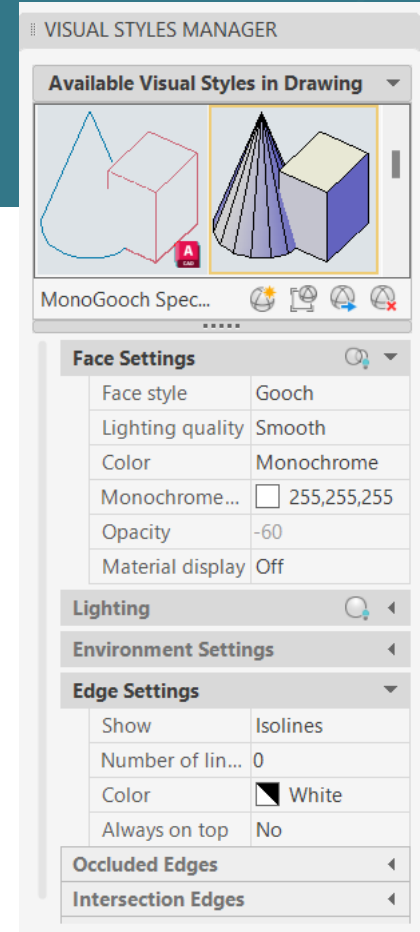 VISUAL STYLES MANAGER
Available Visual Styles in Drawing
A
CAD
MonoGooch Spec...
Face Settings
Face style Gooch
Lighting quality Smooth
Color Monochrome
Monochrome... 255,255,255
Opacity -60
Material display Off
Lighting
Environment Settings
Edge Settings
Show Isolines
Number of lin... 0
Color White
Always on top No
Occluded Edges
Intersection Edges